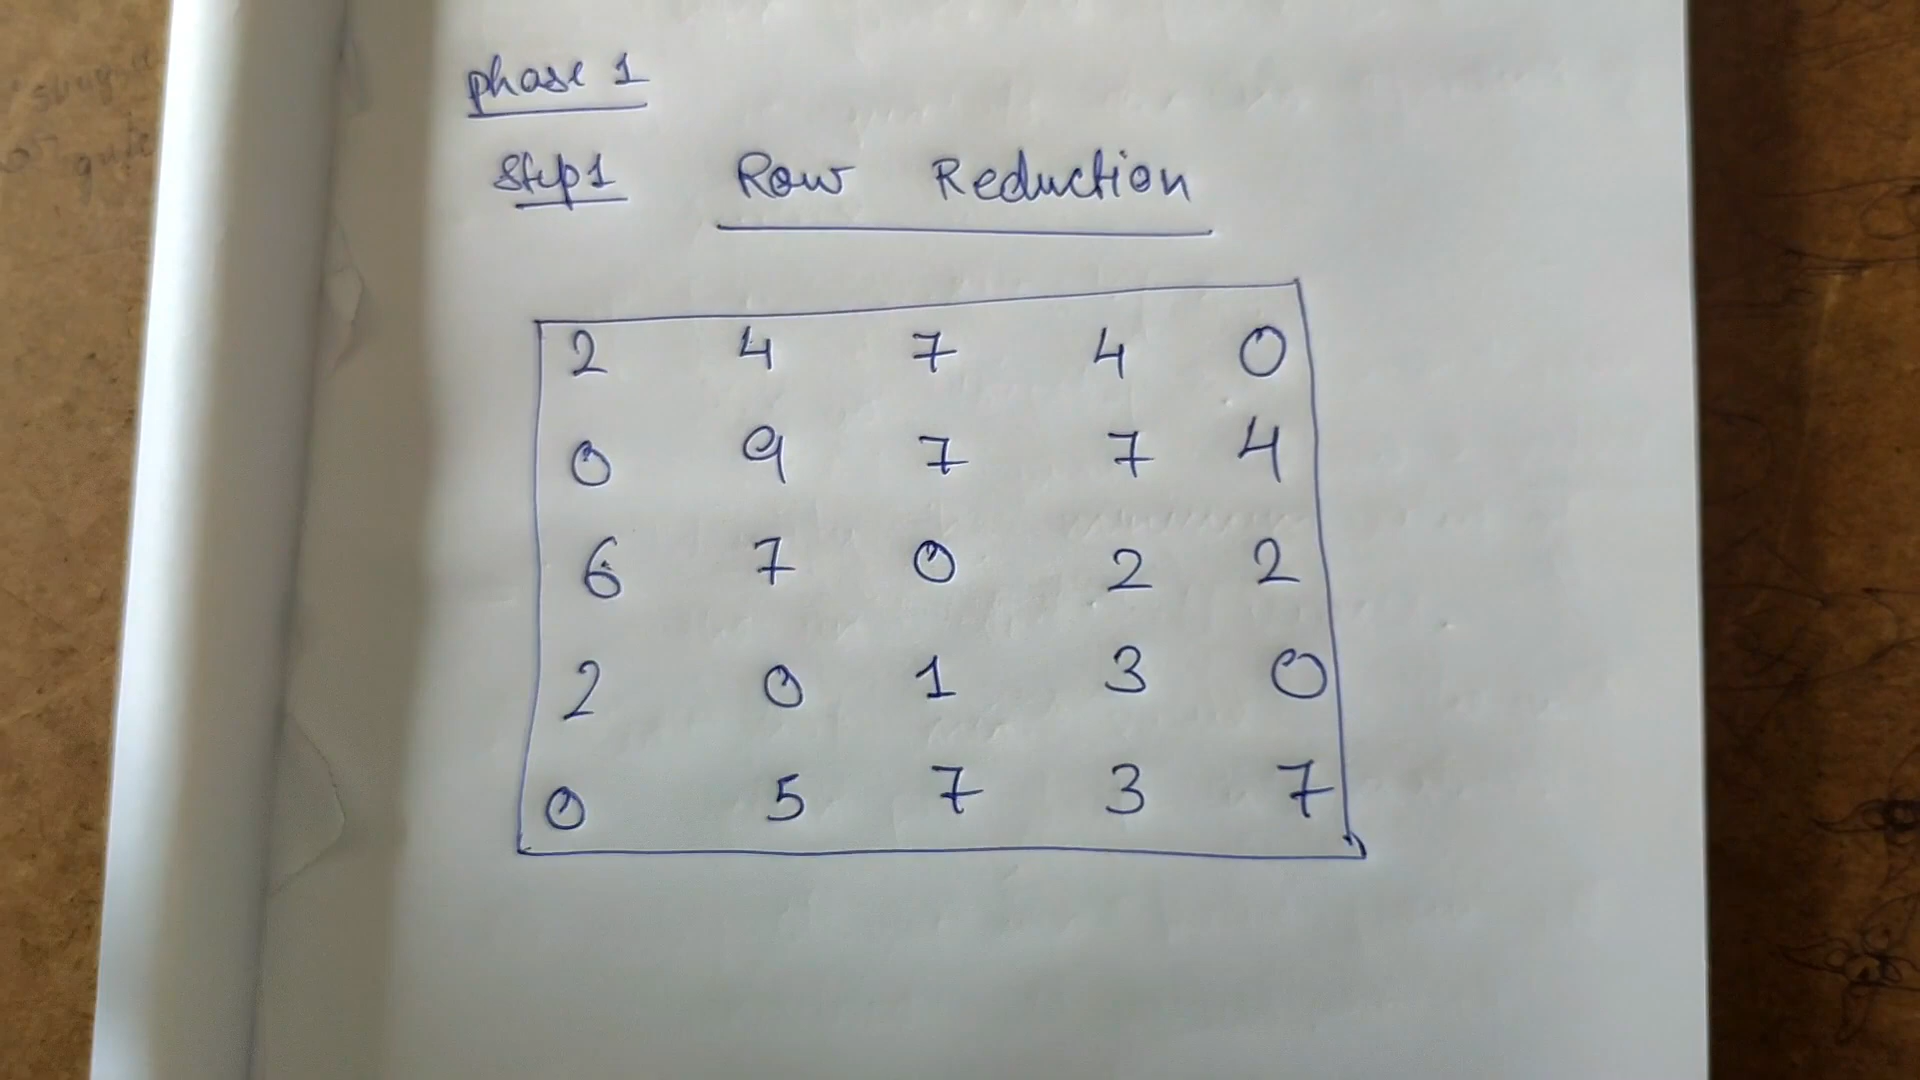 phase 1
Step1 Row Reduction
2 4 7 4 0
0 9 7 7 4
6 7 0 2 2
2 0 1 3 0
0 5 7 3 7